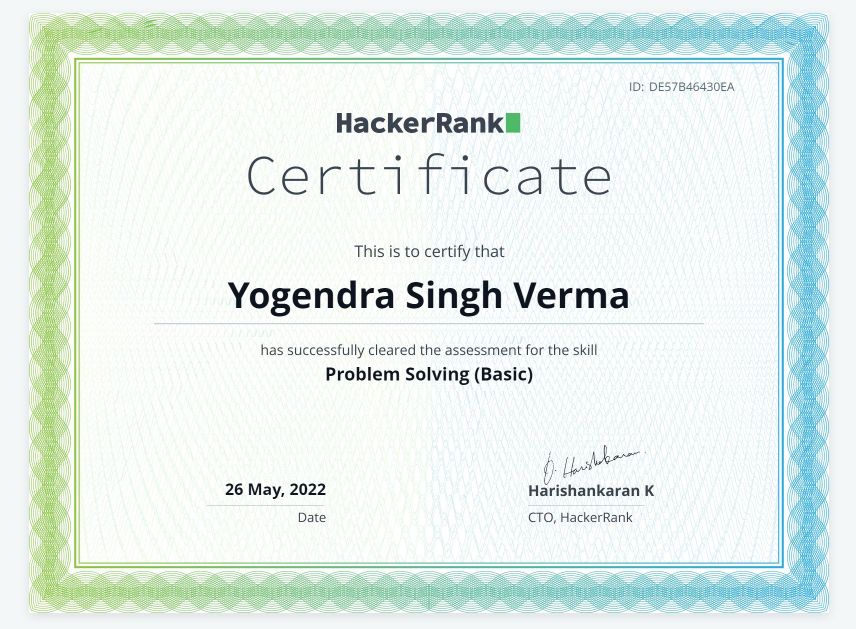 ID: DE57B46430EA
HackerRank
Certificate
This is to certify that
Yogendra Singh Verma
has successfully cleared the assessment for the skill
Problem Solving (Basic)
D. Harishankaran
26 May, 2022
Harishankaran K
Date
CTO, HackerRank